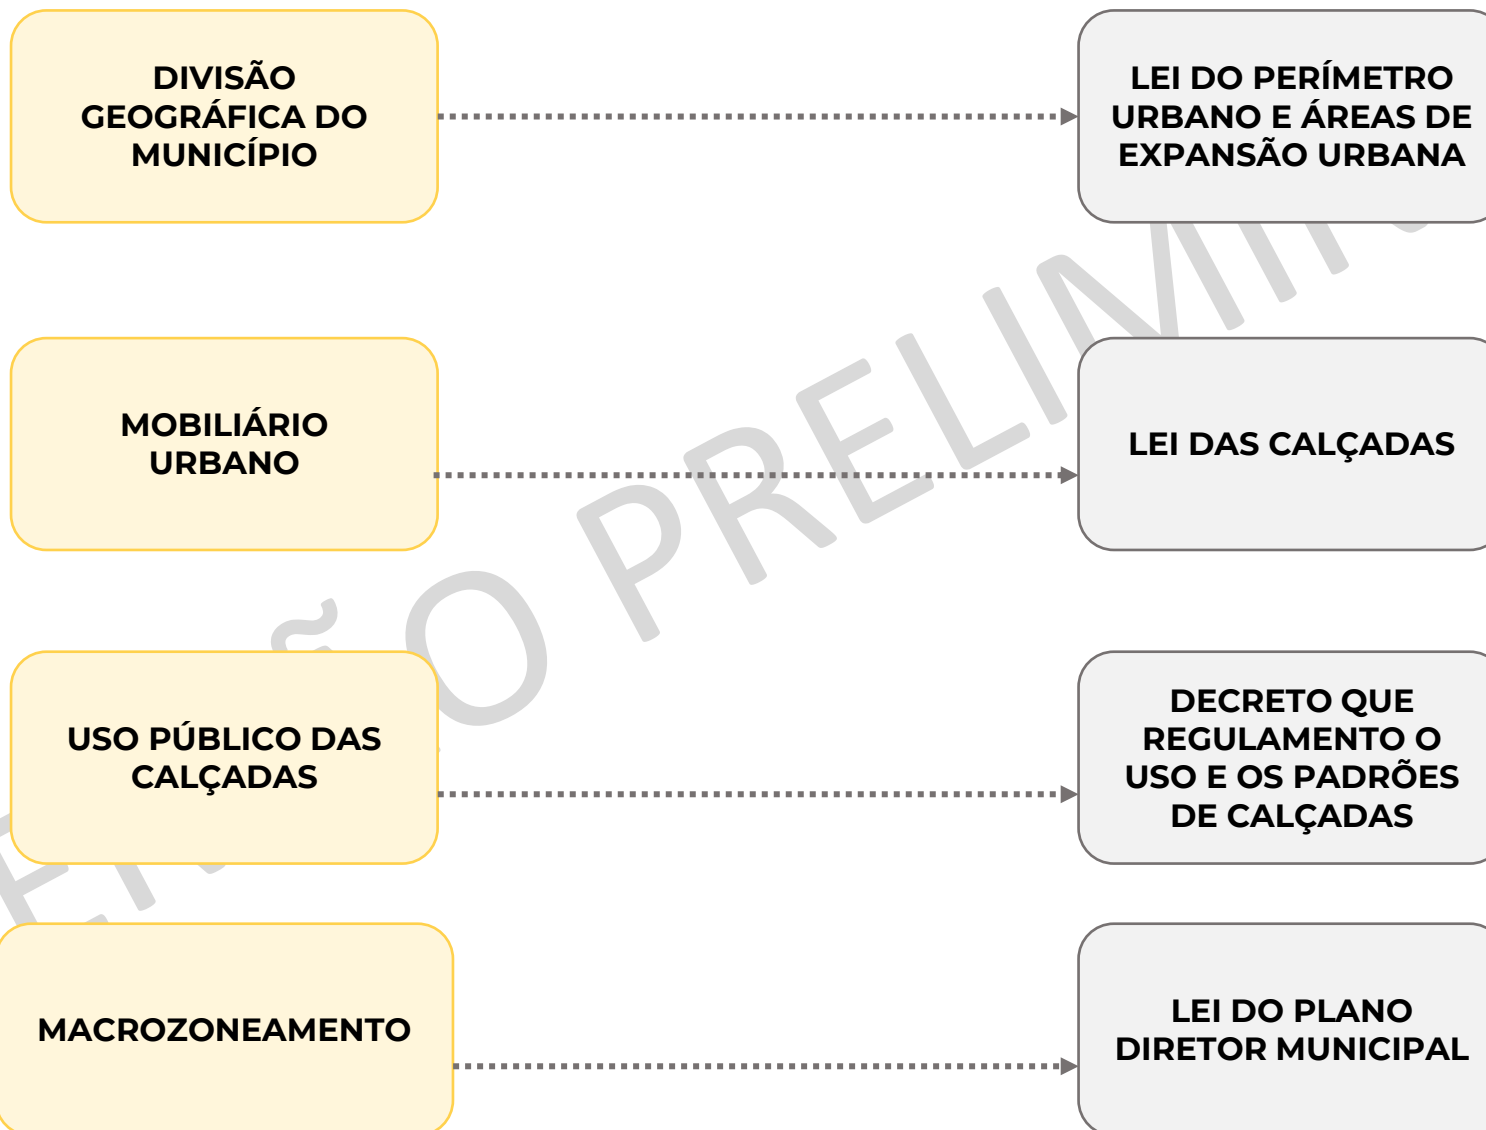 DIVISÃO
GEOGRÁFICA DO
MUNICÍPIO
LEI DO PERÍMETRO
URBANO E ÁREAS DE
EXPANSÃO URBANA
MOBILIÁRIO
URBANO
LEI DAS CALÇADAS
USO PÚBLICO DAS
CALÇADAS
DECRETO QUE
REGULAMENTO O
USO E OS PADRÕES
DE CALÇADAS
MACROZONEAMENTO
LEI DO PLANO
DIRETOR MUNICIPAL